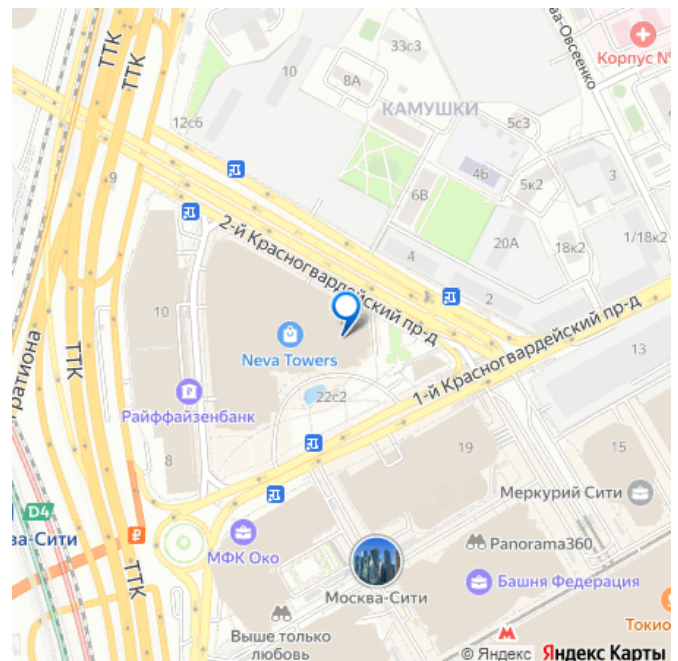 ТТК
ТТК
33с3
ва-Овсеенко
Корпус №
10
8А
КАМУШКИ
12с6
5с3
9
4б
5к2
3
6В
2-й Красногвардейский пр-д
20А
18к2
1/18к2
4
2
10
1-й Красногвардейский пр-д
13
Neva Towers
ТТК
гратиона
22с2
Райффайзенбанк
8
19
15
Меркурий Сити
D4
ва-Сити
МФК Око
Panorama360
Башня Федерация
Москва-Сити
ТТК
Токио
Выше только
любовь
© Яндекс Яндекс Карты